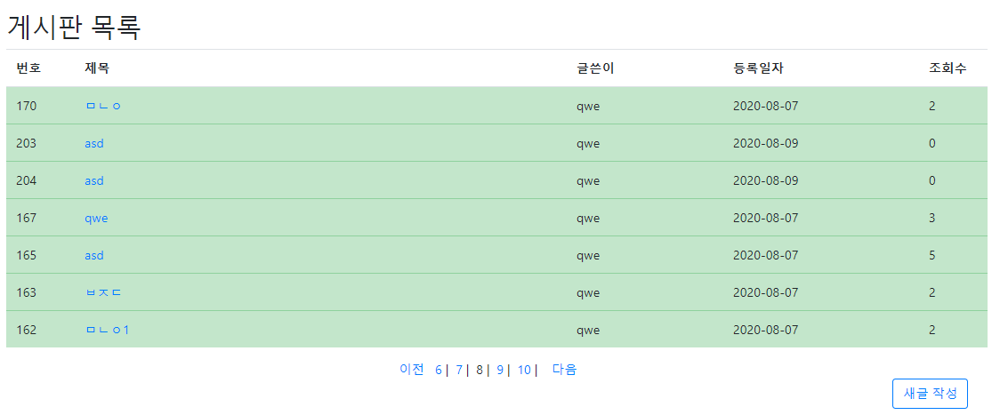 게시판 목록
번호 제목 글쓴이 등록일자 조회수
170 ㅁㄴㅇ qwe 2020-08-07 2
203 asd qwe 2020-08-09 0
204 asd qwe 2020-08-09 0
167 qwe qwe 2020-08-07 3
165 asd qwe 2020-08-07 5
163 ㅂㅈㄷ qwe 2020-08-07 2
162 ㅁㄴㅇ1 qwe 2020-08-07 2
이전 6 | 7 | 8 | 9 | 10 | 다음
새글 작성